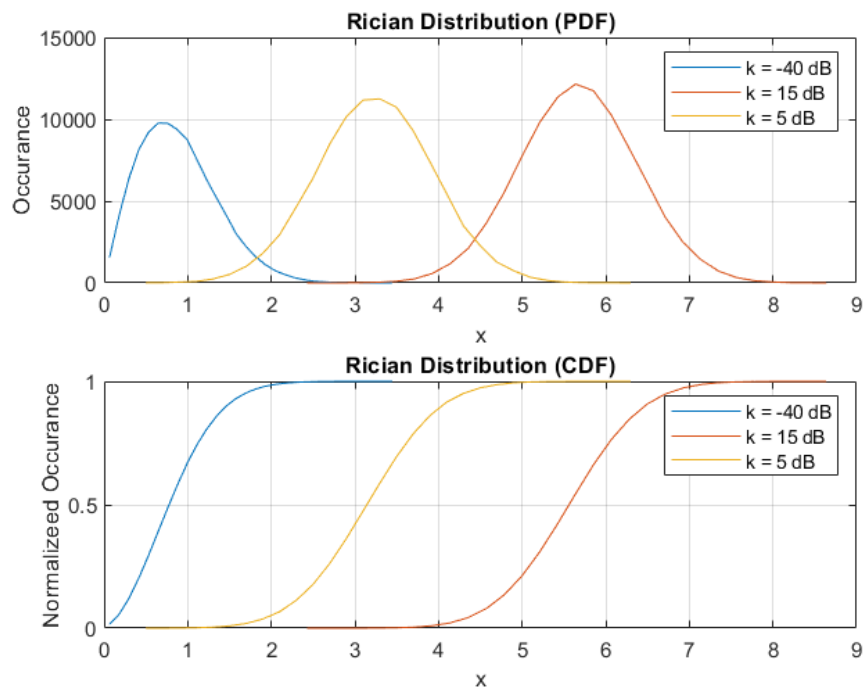 Rician Distribution (PDF)
15000
10000
5000
0
Occurance
k = -40 dB
k = 15 dB
k = 5 dB
0 1 2 3 4 5 6 7 8 9
x
Rician Distribution (CDF)
1
0.5
0
Normalizeed Occurance
k = -40 dB
k = 15 dB
k = 5 dB
0 1 2 3 4 5 6 7 8 9
x